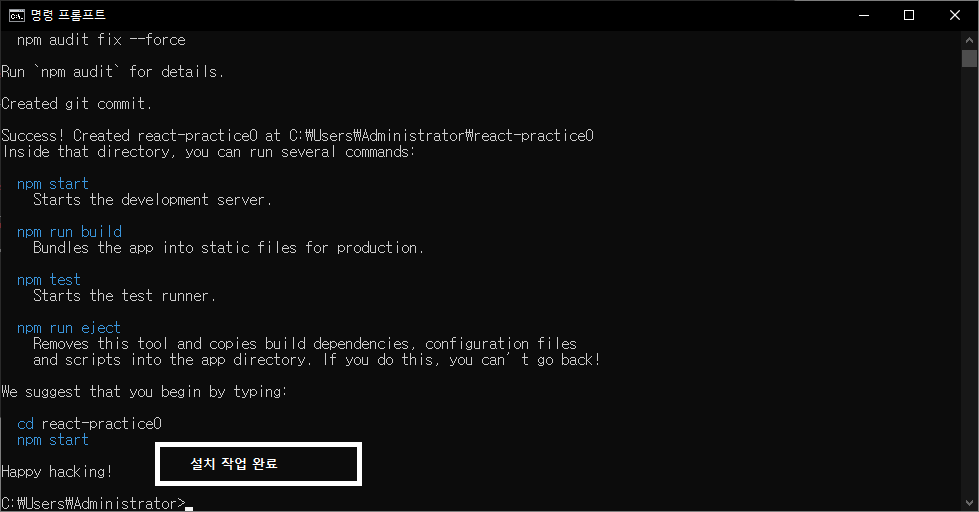 명령 프롬프트
npm audit fix --force
Run `npm audit` for details.
Created git commit.
Success! Created react-practice0 at C:₩Users₩Administrator₩react-practice0
Inside that directory, you can run several commands:
npm start
Starts the development server.
npm run build
Bundles the app into static files for production.
npm test
Starts the test runner.
npm run eject
Removes this tool and copies build dependencies, configuration files
and scripts into the app directory. If you do this, you can’t go back!
We suggest that you begin by typing:
cd react-practice0
npm start
설치 작업 완료
Happy hacking!
C:₩Users₩Administrator>